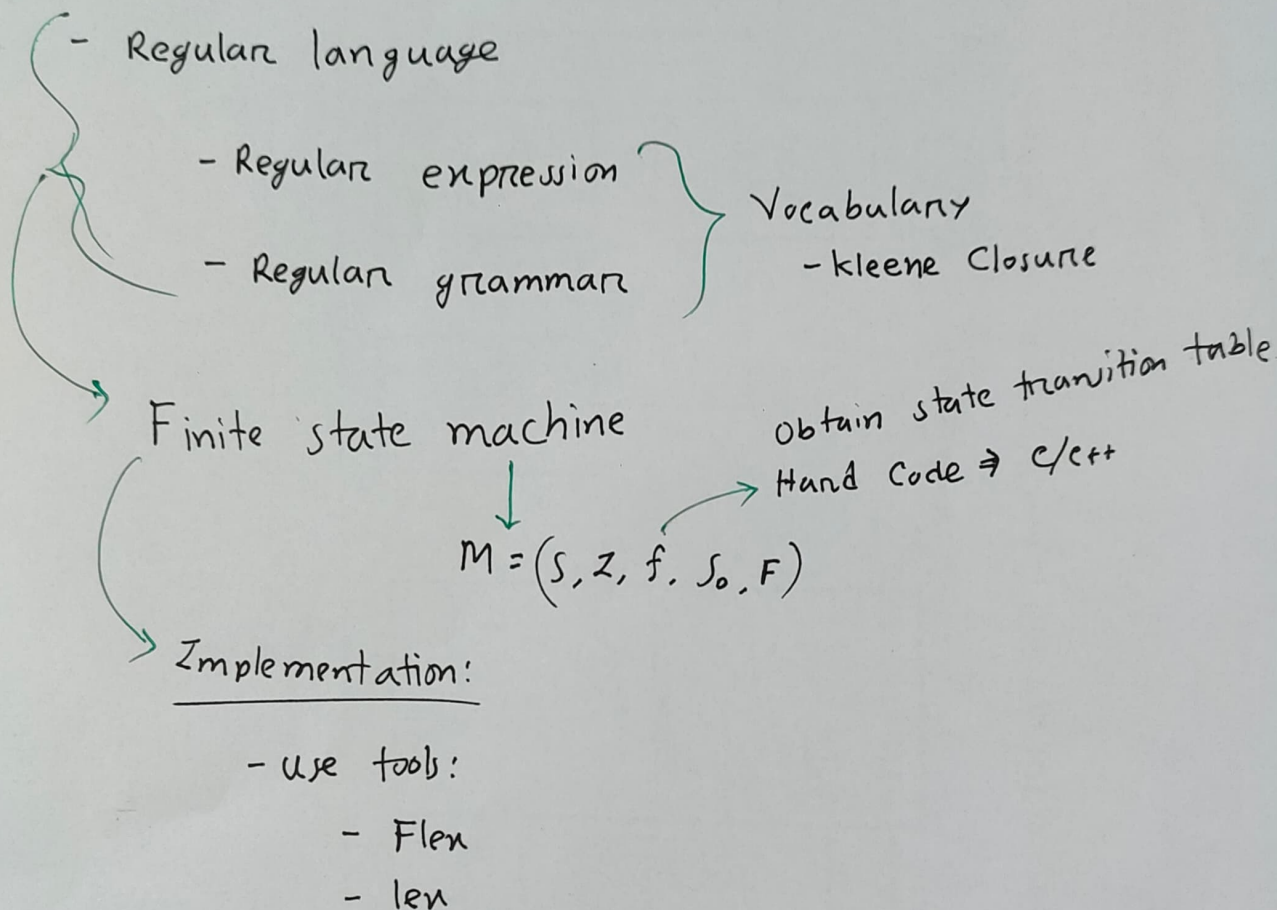 - Regular language
- Regular expression
- Regular grammar
Vocabulary
- Kleene Closure
Finite state machine
Obtain state transition table
Hand Code ⇒ C/C++
M = (S, Σ, f, S₀, F)
Implementation:
- use tools:
- Flex
- lex